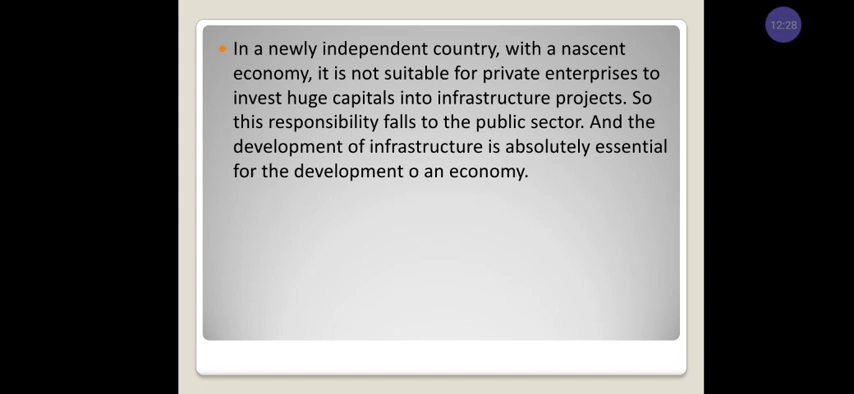 12:28
In a newly independent country, with a nascent
economy, it is not suitable for private enterprises to
invest huge capitals into infrastructure projects. So
this responsibility falls to the public sector. And the
development of infrastructure is absolutely essential
for the development o an economy.